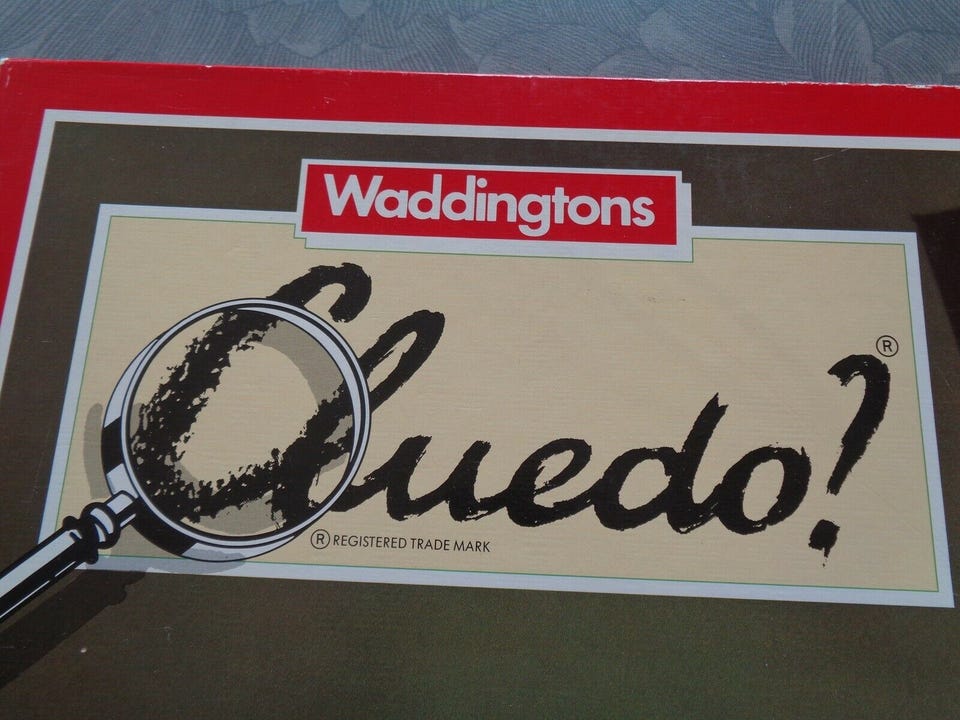 Waddingtons
Cluedo?
®
® REGISTERED TRADE MARK